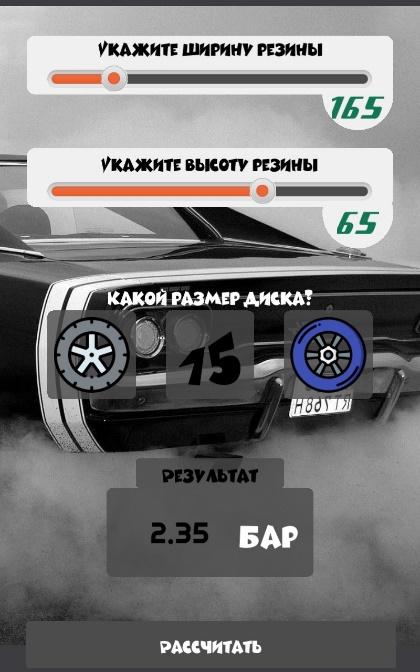 УКАЖИТЕ ШИРИНУ РЕЗИНЫ
165
УКАЖИТЕ ВЫСОТУ РЕЗИНЫ
65
КАКОЙ РАЗМЕР ДИСКА?
15
РЕЗУЛЬТАТ
2.35 БАР
РАССЧИТАТЬ